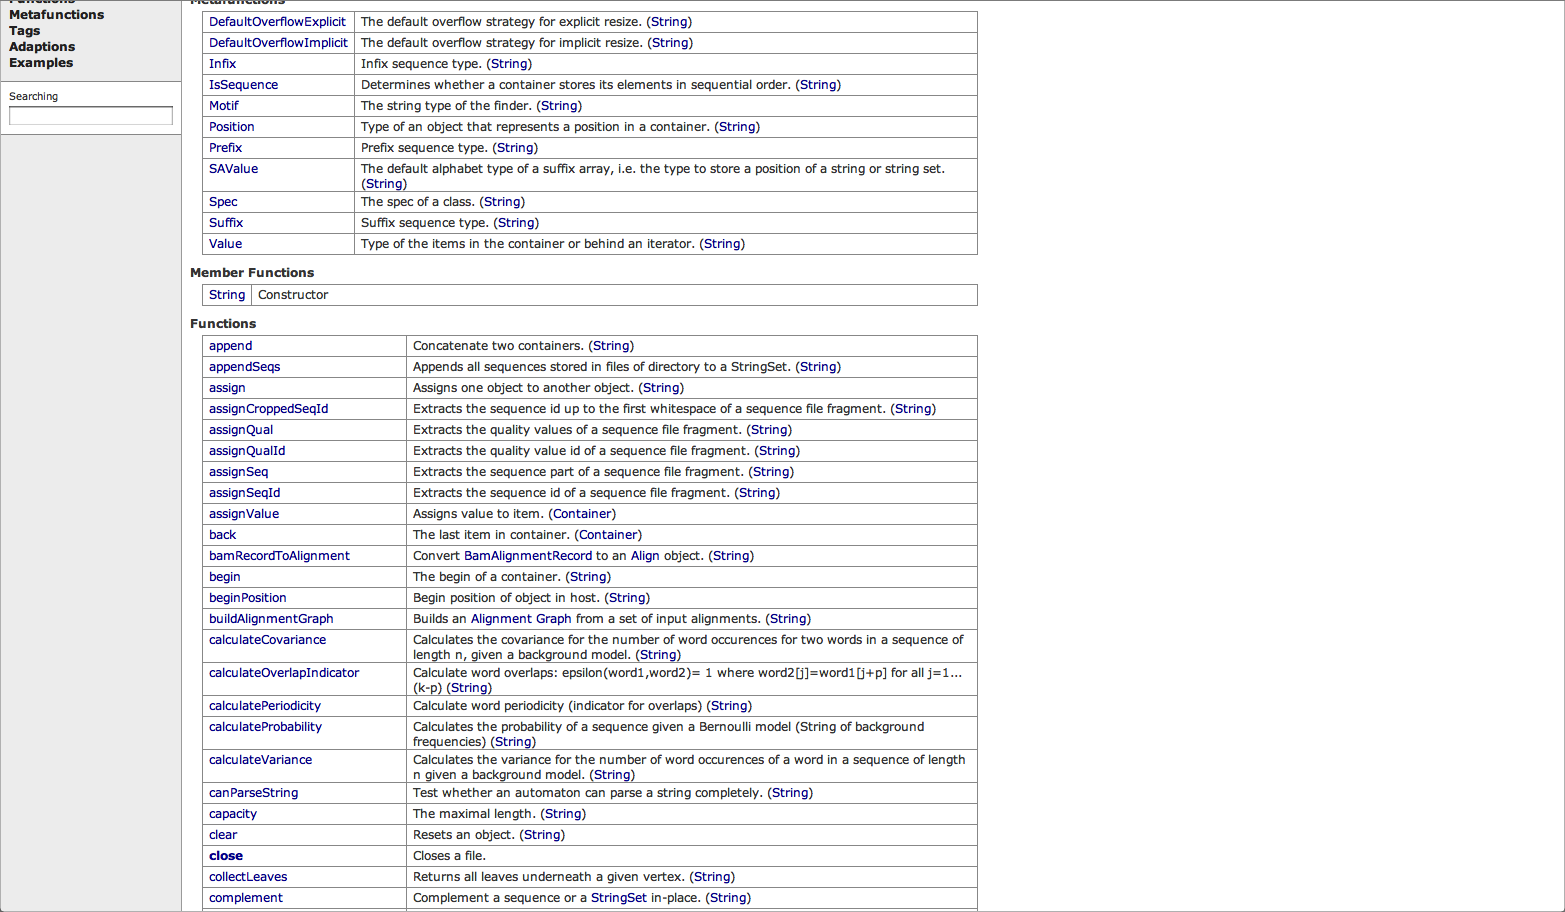 Functions
Metafunctions
Tags
Adaptions
Examples
Searching
Metafunctions
DefaultOverflowExplicit The default overflow strategy for explicit resize. (String)
DefaultOverflowImplicit The default overflow strategy for implicit resize. (String)
Infix Infix sequence type. (String)
IsSequence Determines whether a container stores its elements in sequential order. (String)
Motif The string type of the finder. (String)
Position Type of an object that represents a position in a container. (String)
Prefix Prefix sequence type. (String)
SAValue The default alphabet type of a suffix array, i.e. the type to store a position of a string or string set.
(String)
Spec The spec of a class. (String)
Suffix Suffix sequence type. (String)
Value Type of the items in the container or behind an iterator. (String)
Member Functions
String Constructor
Functions
append Concatenate two containers. (String)
appendSeqs Appends all sequences stored in files of directory to a StringSet. (String)
assign Assigns one object to another object. (String)
assignCroppedSeqId Extracts the sequence id up to the first whitespace of a sequence file fragment. (String)
assignQual Extracts the quality values of a sequence file fragment. (String)
assignQualId Extracts the quality value id of a sequence file fragment. (String)
assignSeq Extracts the sequence part of a sequence file fragment. (String)
assignSeqId Extracts the sequence id of a sequence file fragment. (String)
assignValue Assigns value to item. (Container)
back The last item in container. (Container)
bamRecordToAlignment Convert BamAlignmentRecord to an Align object. (String)
begin The begin of a container. (String)
beginPosition Begin position of object in host. (String)
buildAlignmentGraph Builds an Alignment Graph from a set of input alignments. (String)
calculateCovariance Calculates the covariance for the number of word occurences for two words in a sequence of
length n, given a background model. (String)
calculateOverlapIndicator Calculate word overlaps: epsilon(word1,word2)= 1 where word2[j]=word1[j+p] for all j=1...
(k-p) (String)
calculatePeriodicity Calculate word periodicity (indicator for overlaps) (String)
calculateProbability Calculates the probability of a sequence given a Bernoulli model (String of background
frequencies) (String)
calculateVariance Calculates the variance for the number of word occurences of a word in a sequence of length
n given a background model. (String)
canParseString Test whether an automaton can parse a string completely. (String)
capacity The maximal length. (String)
clear Resets an object. (String)
close Closes a file.
collectLeaves Returns all leaves underneath a given vertex. (String)
complement Complement a sequence or a StringSet in-place. (String)